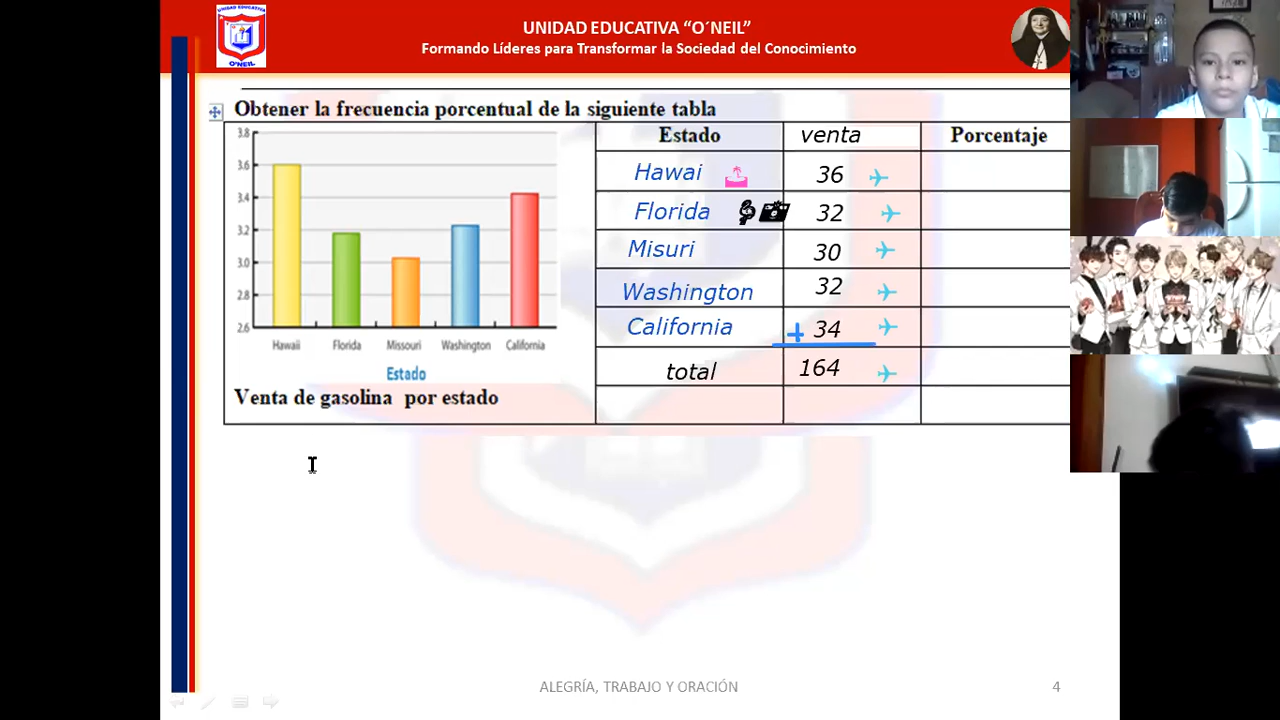 UNIDAD EDUCATIVA
O´NEIL
UNIDAD EDUCATIVA “O´NEIL”
Formando Líderes para Transformar la Sociedad del Conocimiento
Obtener la frecuencia porcentual de la siguiente tabla
3.8
3.6
3.4
3.2
3.0
2.8
2.6
Hawaii Florida Missouri Washington California
Estado
Venta de gasolina por estado
Estado venta Porcentaje
Hawai 36
Florida 32
Misuri 30
Washington 32
California + 34
total 164
ALEGRÍA, TRABAJO Y ORACIÓN 4